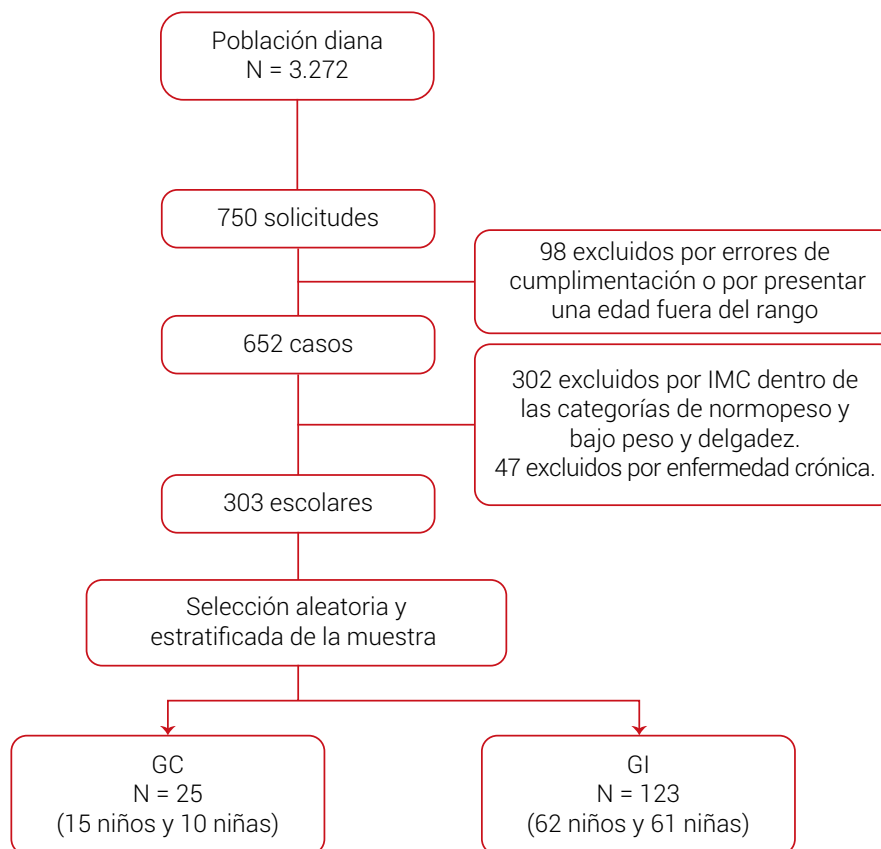 Población diana
N = 3.272
750 solicitudes
98 excluidos por errores de
cumplimentación o por presentar
una edad fuera del rango
652 casos
302 excluidos por IMC dentro de
las categorías de normopeso y
bajo peso y delgadez.
47 excluidos por enfermedad crónica.
303 escolares
Selección aleatoria y
estratificada de la muestra
GC
N = 25
(15 niños y 10 niñas)
GI
N = 123
(62 niños y 61 niñas)